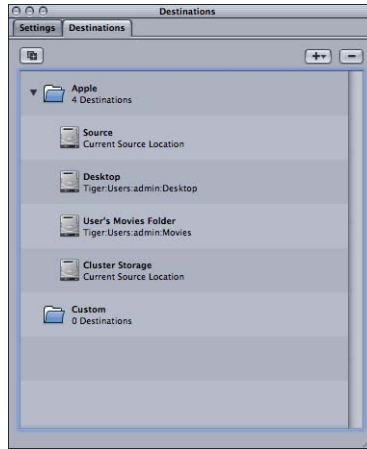 Destinations
Settings Destinations
Apple
4 Destinations
Source
Current Source Location
Desktop
Tiger:Users:admin:Desktop
User's Movies Folder
Tiger:Users:admin:Movies
Cluster Storage
Current Source Location
Custom
0 Destinations